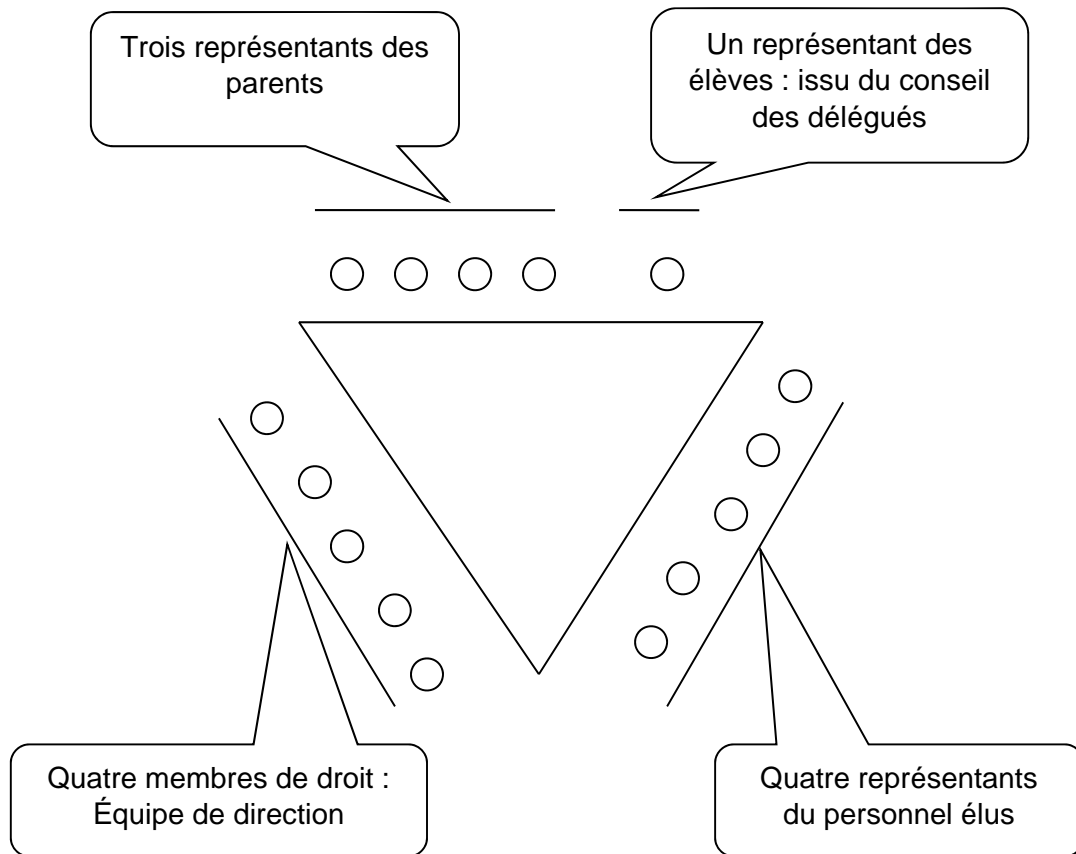 Trois représentants des
parents
Un représentant des
élèves : issu du conseil
des délégués
Quatre membres de droit :
Équipe de direction
Quatre représentants
du personnel élus